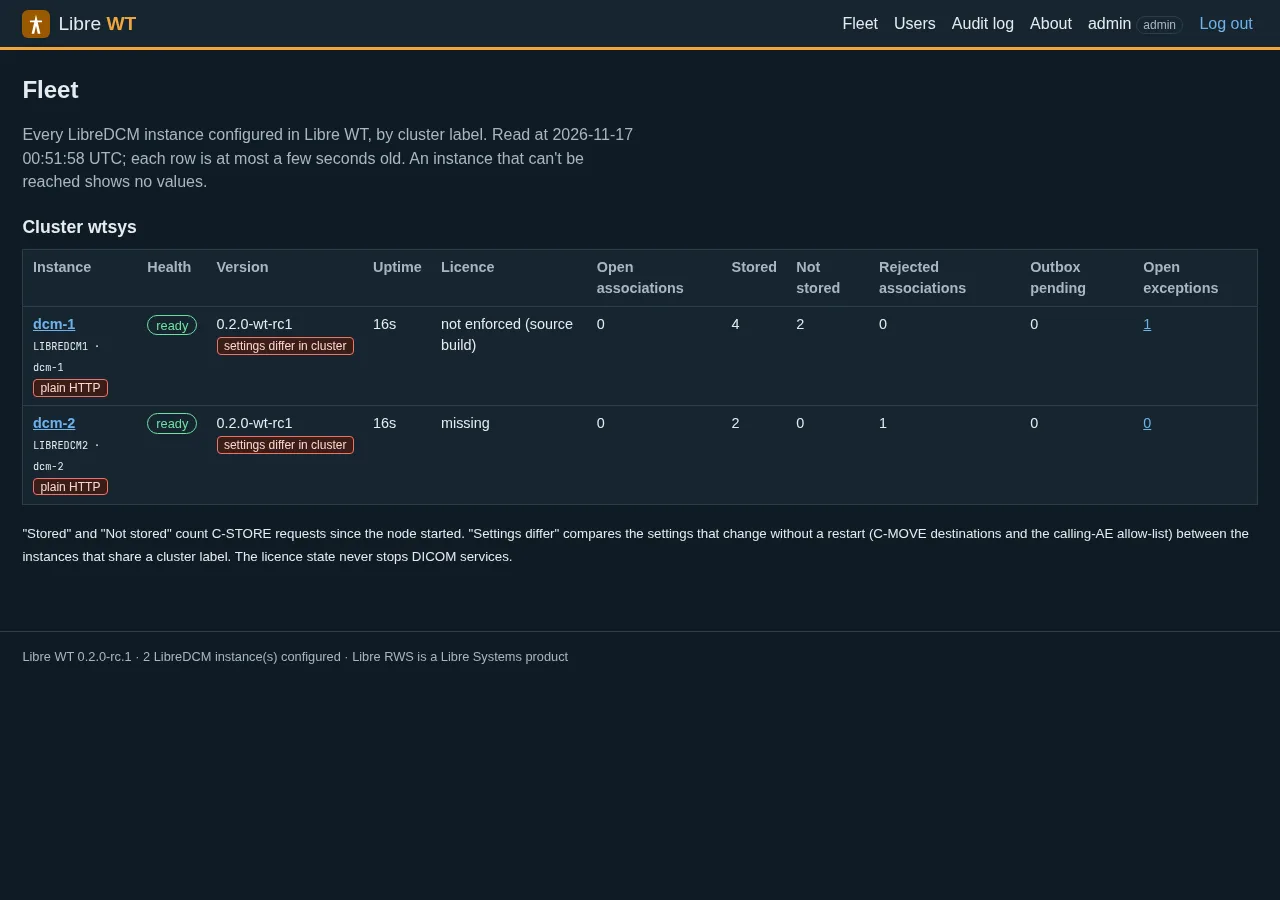 Libre WT
Fleet Users Audit log About admin admin Log out
Fleet
Every LibreDCM instance configured in Libre WT, by cluster label. Read at 2026-11-17
00:51:58 UTC; each row is at most a few seconds old. An instance that can't be
reached shows no values.
Cluster wtsys
Instance Health Version Uptime Licence Open associations Stored Not stored Rejected associations Outbox pending Open exceptions
dcm-1 ready 0.2.0-wt-rc1 16s not enforced (source build) 0 4 2 0 0 1
LIBREDCM1 · settings differ in cluster
dcm-1
plain HTTP
dcm-2 ready 0.2.0-wt-rc1 16s missing 0 2 0 1 0 0
LIBREDCM2 · settings differ in cluster
dcm-2
plain HTTP
"Stored" and "Not stored" count C-STORE requests since the node started. "Settings differ" compares the settings that change without a restart (C-MOVE destinations and the calling-AE allow-list) between the
instances that share a cluster label. The licence state never stops DICOM services.
Libre WT 0.2.0-rc.1 · 2 LibreDCM instance(s) configured · Libre RWS is a Libre Systems product